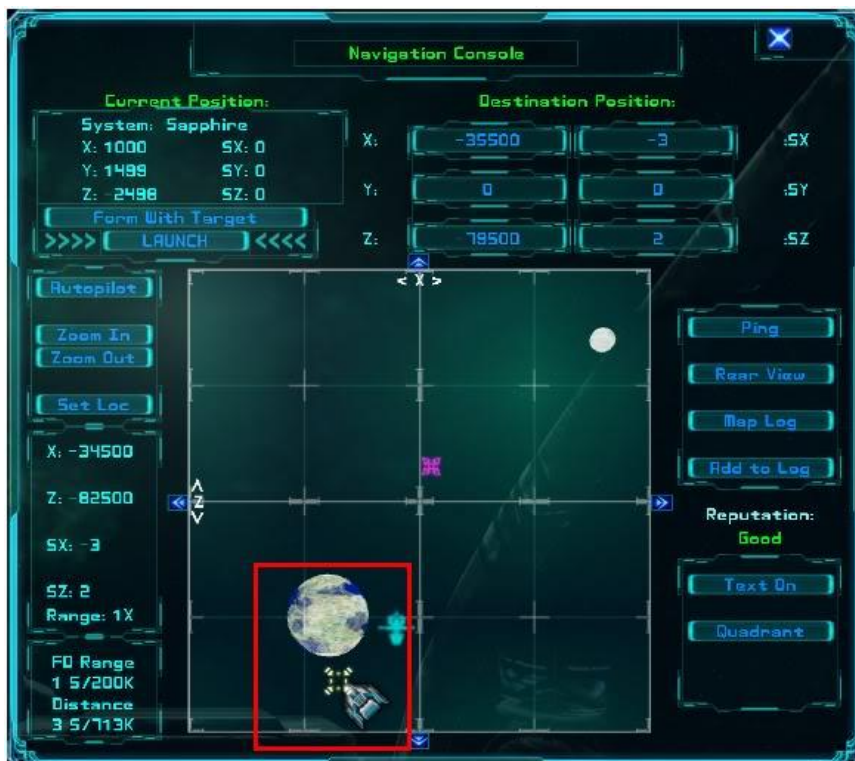 Navigation Console
Current Position:
System: Sapphire
X: 1000 SX: 0
Y: 1499 SY: 0
Z: -2498 SZ: 0
Form With Target
>>>> LAUNCH <<<<
Destination Position:
X: -35500 -3 :SX
Y: 0 0 :SY
Z: -79500 2 :SZ
Autopilot
Zoom In
Zoom Out
Set Loc
X: -34500
Z: -82500
SX: -3
SZ: 2
Range: 1X
FD Range
1 S/200K
Distance
3 S/713K
< X >
Z
Ping
Rear View
Map Log
Add to Log
Reputation:
Good
Text On
Quadrant